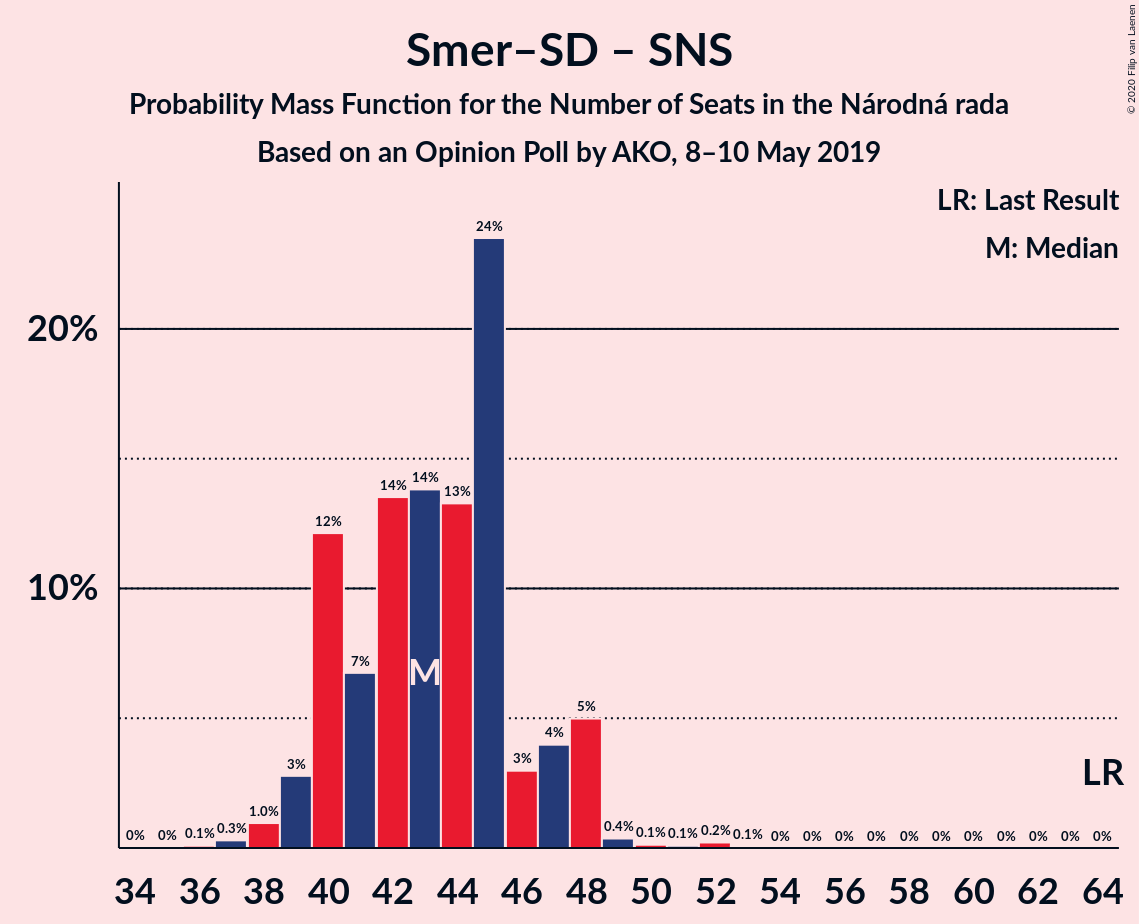 Smer–SD – SNS
Probability Mass Function for the Number of Seats in the Národná rada
Based on an Opinion Poll by AKO, 8–10 May 2019
© 2020 Filip van Laenen
LR: Last Result
M: Median
20%
10%
0% 0% 0.1% 0.3% 1.0% 3% 12% 7% 14% 14% 13% 24% 3% 4% 5% 0.4% 0.1% 0.1% 0.2% 0.1% 0% 0% 0% 0% 0% 0% 0% 0% 0% 0% 0%
M
LR
34 36 38 40 42 44 46 48 50 52 54 56 58 60 62 64